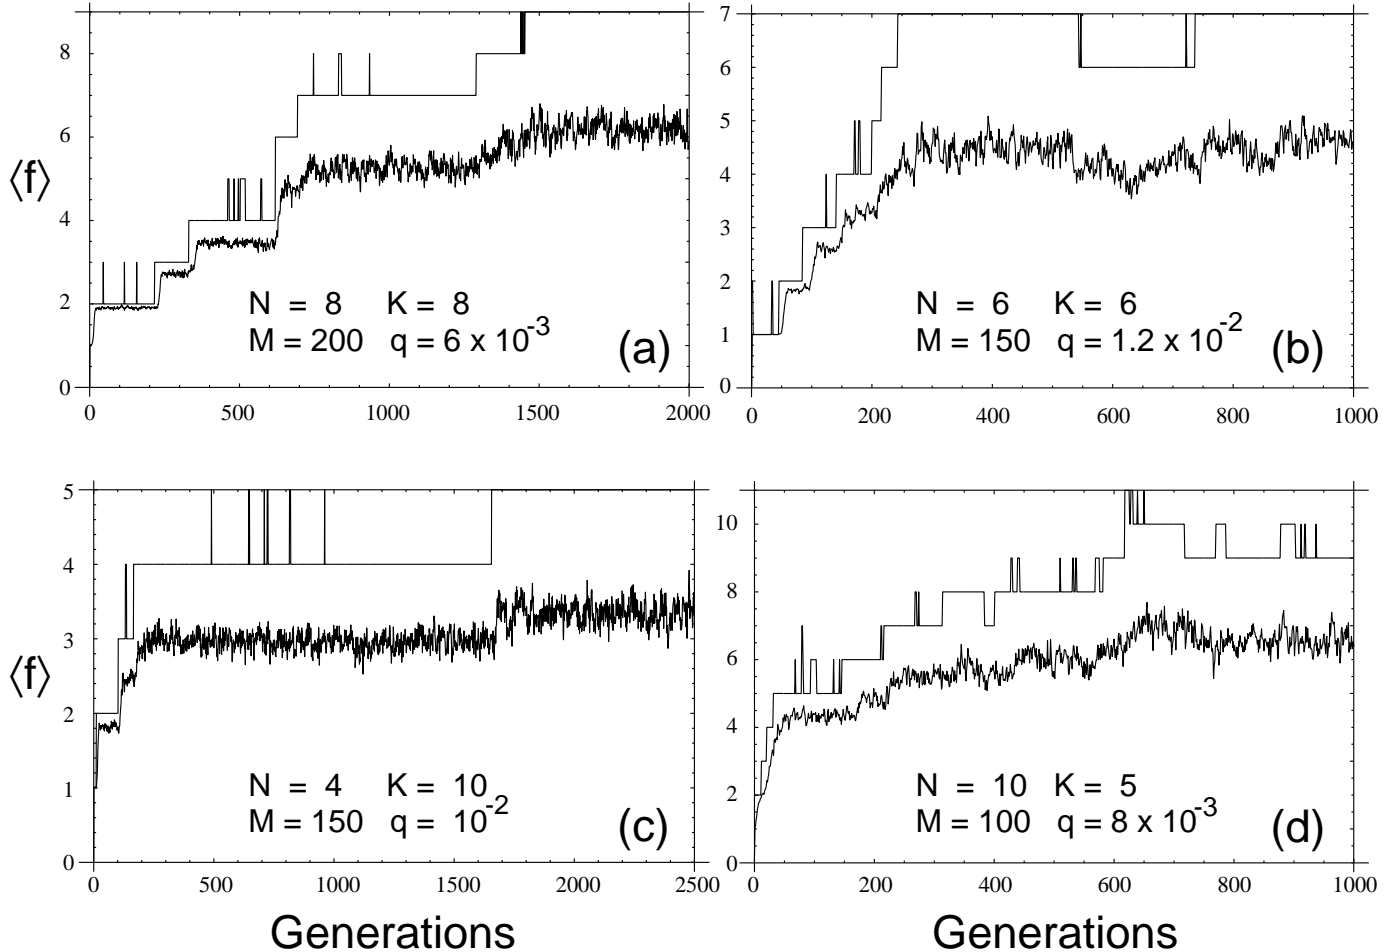 8
6
4
2
0
⟨f⟩
0 500 1000 1500 2000
N = 8 K = 8
M = 200 q = 6 x 10^-3
(a)
7
6
5
4
3
2
1
0
0 200 400 600 800 1000
N = 6 K = 6
M = 150 q = 1.2 x 10^-2
(b)
5
4
3
2
1
0
⟨f⟩
0 500 1000 1500 2000 2500
N = 4 K = 10
M = 150 q = 10^-2
(c)
Generations
10
8
6
4
2
0
0 200 400 600 800 1000
N = 10 K = 5
M = 100 q = 8 x 10^-3
(d)
Generations